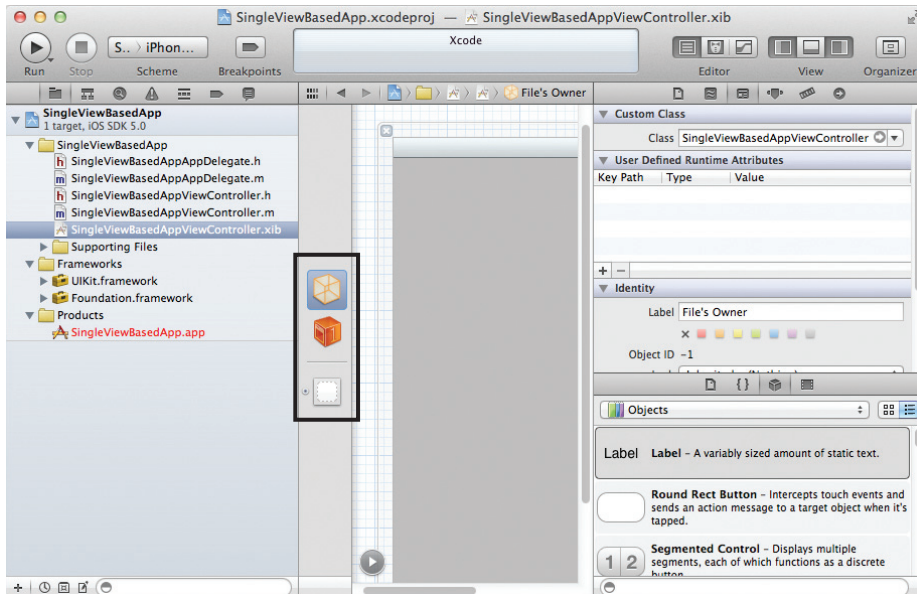 SingleViewBasedApp.xcodeproj — SingleViewBasedAppViewController.xib
S.. iPhon...
Xcode
Run Stop Scheme Breakpoints Editor View Organizer
File's Owner
SingleViewBasedApp
1 target, iOS SDK 5.0
SingleViewBasedApp
h SingleViewBasedAppAppDelegate.h
m SingleViewBasedAppAppDelegate.m
h SingleViewBasedAppViewController.h
m SingleViewBasedAppViewController.m
SingleViewBasedAppViewController.xib
Supporting Files
Frameworks
UIKit.framework
Foundation.framework
Products
SingleViewBasedApp.app
Custom Class
Class SingleViewBasedAppViewController
User Defined Runtime Attributes
Key Path Type Value
Identity
Label File's Owner
Object ID -1
Objects
Label Label – A variably sized amount of static text.
Round Rect Button – Intercepts touch events and
sends an action message to a target object when it's
tapped.
1 2 Segmented Control – Displays multiple
segments, each of which functions as a discrete
button